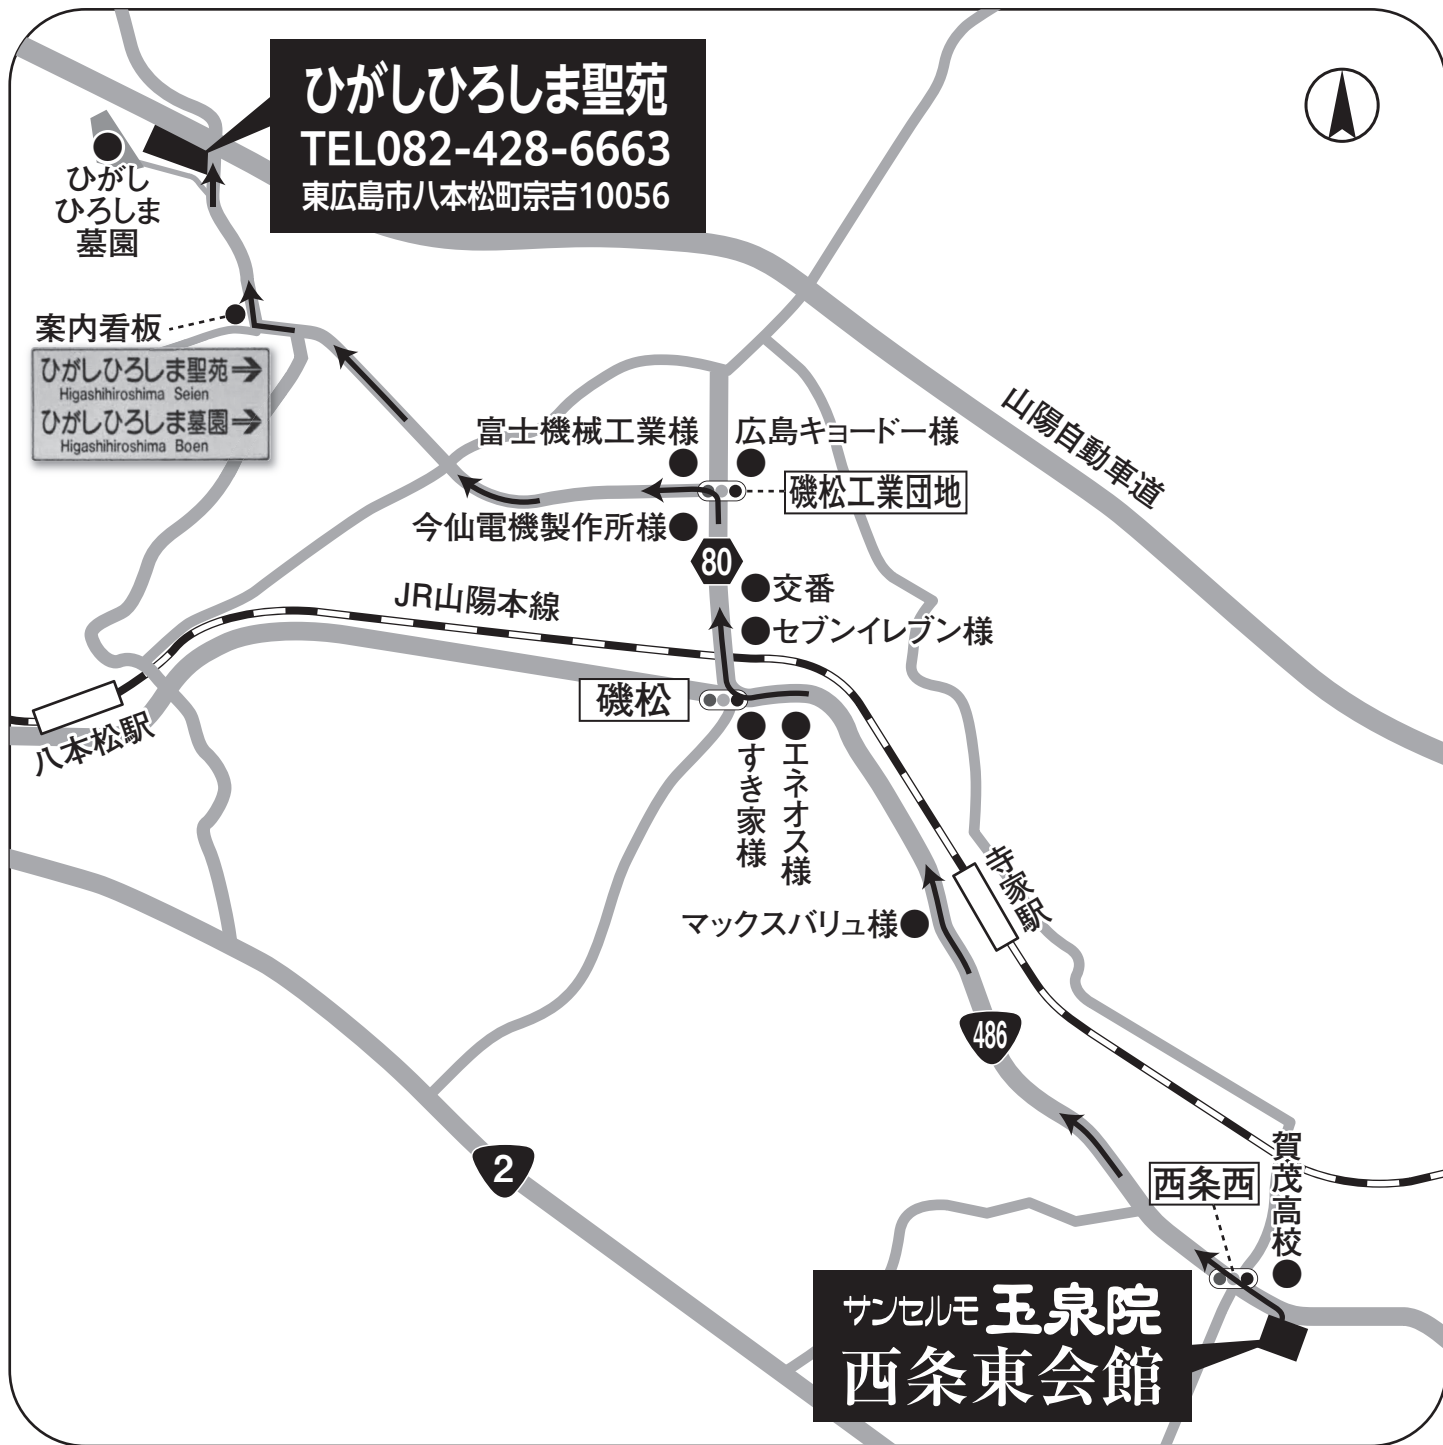 ひがしひろしま聖苑
TEL082-428-6663
東広島市八本松町宗吉10056
ひがし
ひろしま
墓園
案内看板
ひがしひろしま聖苑→
Higashihiroshima Seien
ひがしひろしま墓園→
Higashihiroshima Boen
山陽自動車道
富士機械工業様
広島キョードー様
磯松工業団地
今仙電機製作所様
80
交番
セブンイレブン様
JR山陽本線
磯松
八本松駅
すき家様
エネオス様
寺家駅
マックスバリュ様
486
2
賀茂高校
西条西
サンセルモ 玉泉院
西条東会館